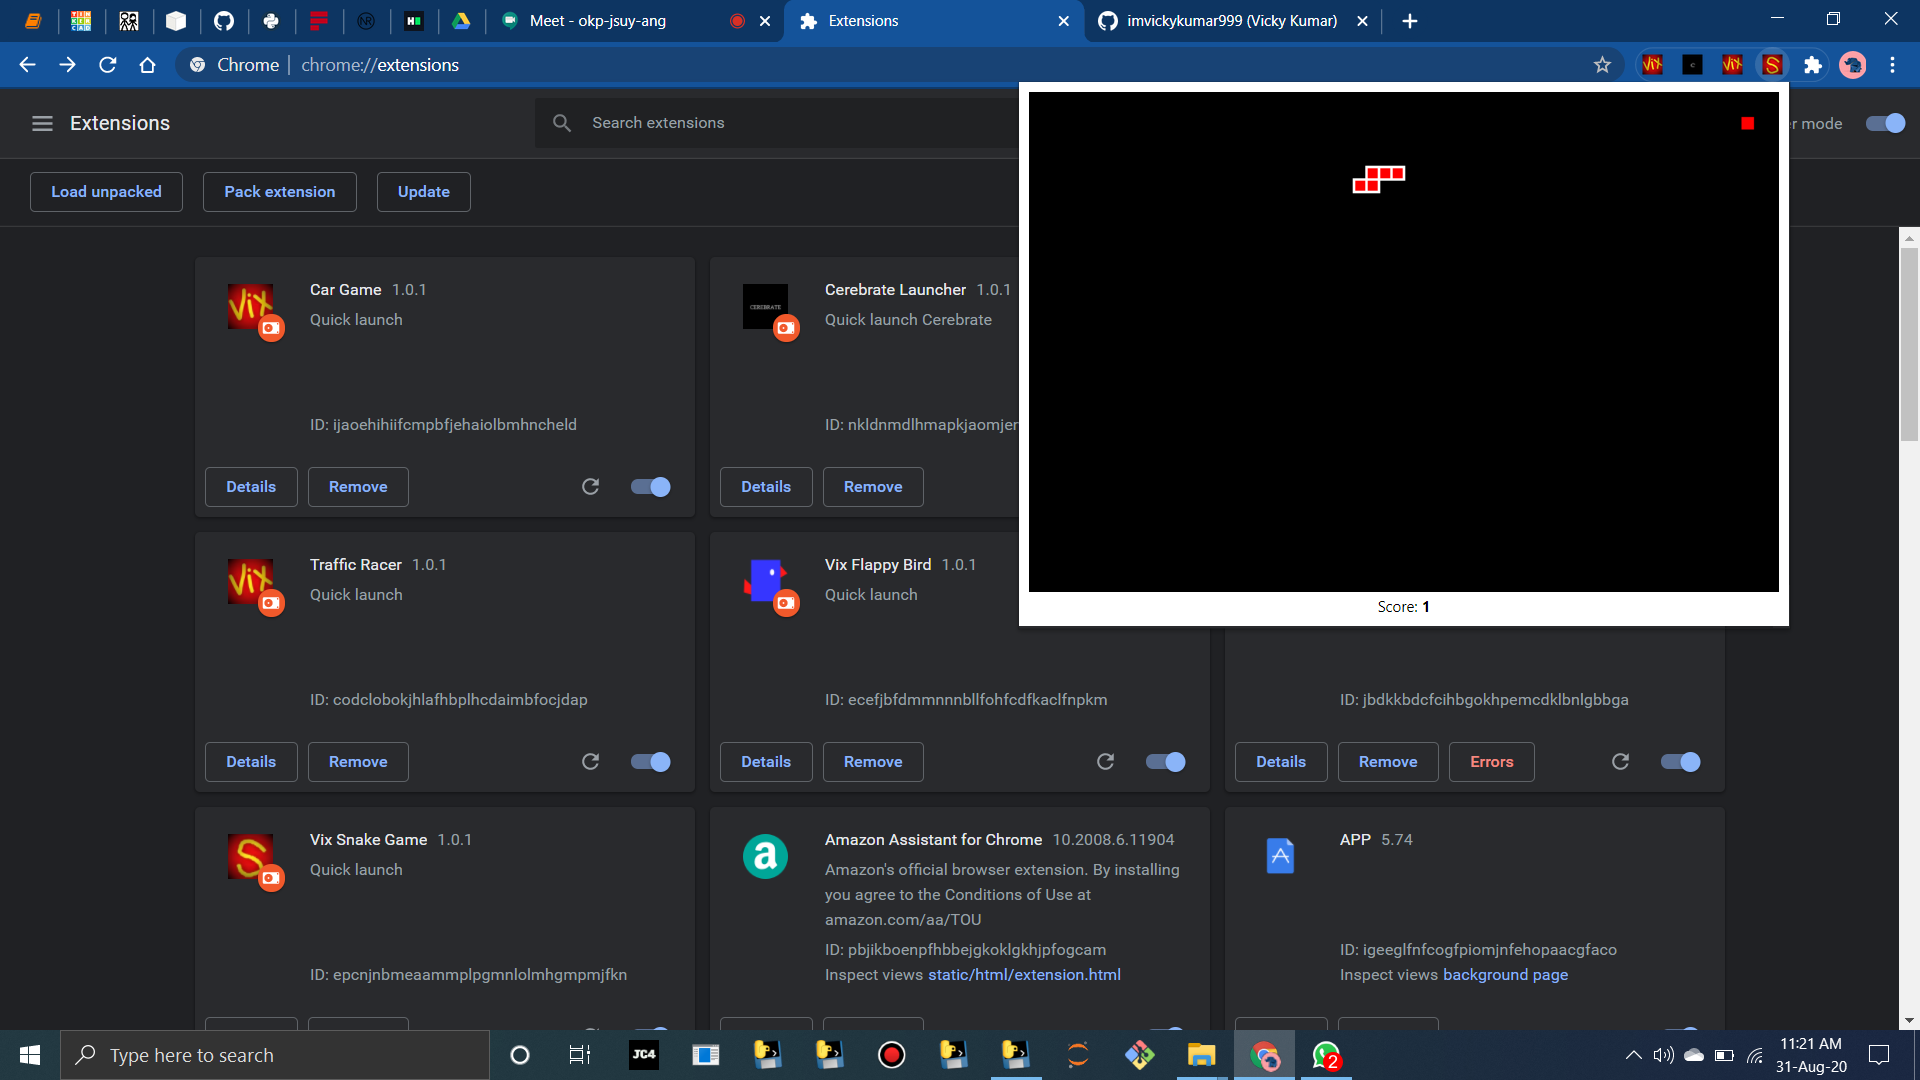 Meet - okp-jsuy-ang
Extensions
imvickykumar999 (Vicky Kumar)
Chrome | chrome://extensions
Extensions
Search extensions
r mode
Load unpacked
Pack extension
Update
Score: 1
Car Game 1.0.1
Quick launch
ID: ijaoehihiifcmpbfjehaiolbmhncheld
Details
Remove
CEREBRATE
Cerebrate Launcher 1.0.1
Quick launch Cerebrate
ID: nkldnmdlhmapkjaomjer
Details
Remove
Traffic Racer 1.0.1
Quick launch
ID: codclobokjhlafhbplhcdaimbfocjdap
Details
Remove
Vix Flappy Bird 1.0.1
Quick launch
ID: ecefjbfdmmnnnbllfohfcdfkaclfnpkm
Details
Remove
ID: jbdkkbdcfcihbgokhpemcdklbnlgbbga
Details
Remove
Errors
Vix Snake Game 1.0.1
Quick launch
ID: epcnjnbmeaammplpgmnlolmhgmpmjfkn
Amazon Assistant for Chrome 10.2008.6.11904
Amazon's official browser extension. By installing
you agree to the Conditions of Use at
amazon.com/aa/TOU
ID: pbjikboenpfhbbejgkoklgkhjpfogcam
Inspect views static/html/extension.html
APP 5.74
ID: igeeglfnfcogfpiomjnfehopaacgfaco
Inspect views background page
Type here to search
JC4
2
11:21 AM
31-Aug-20